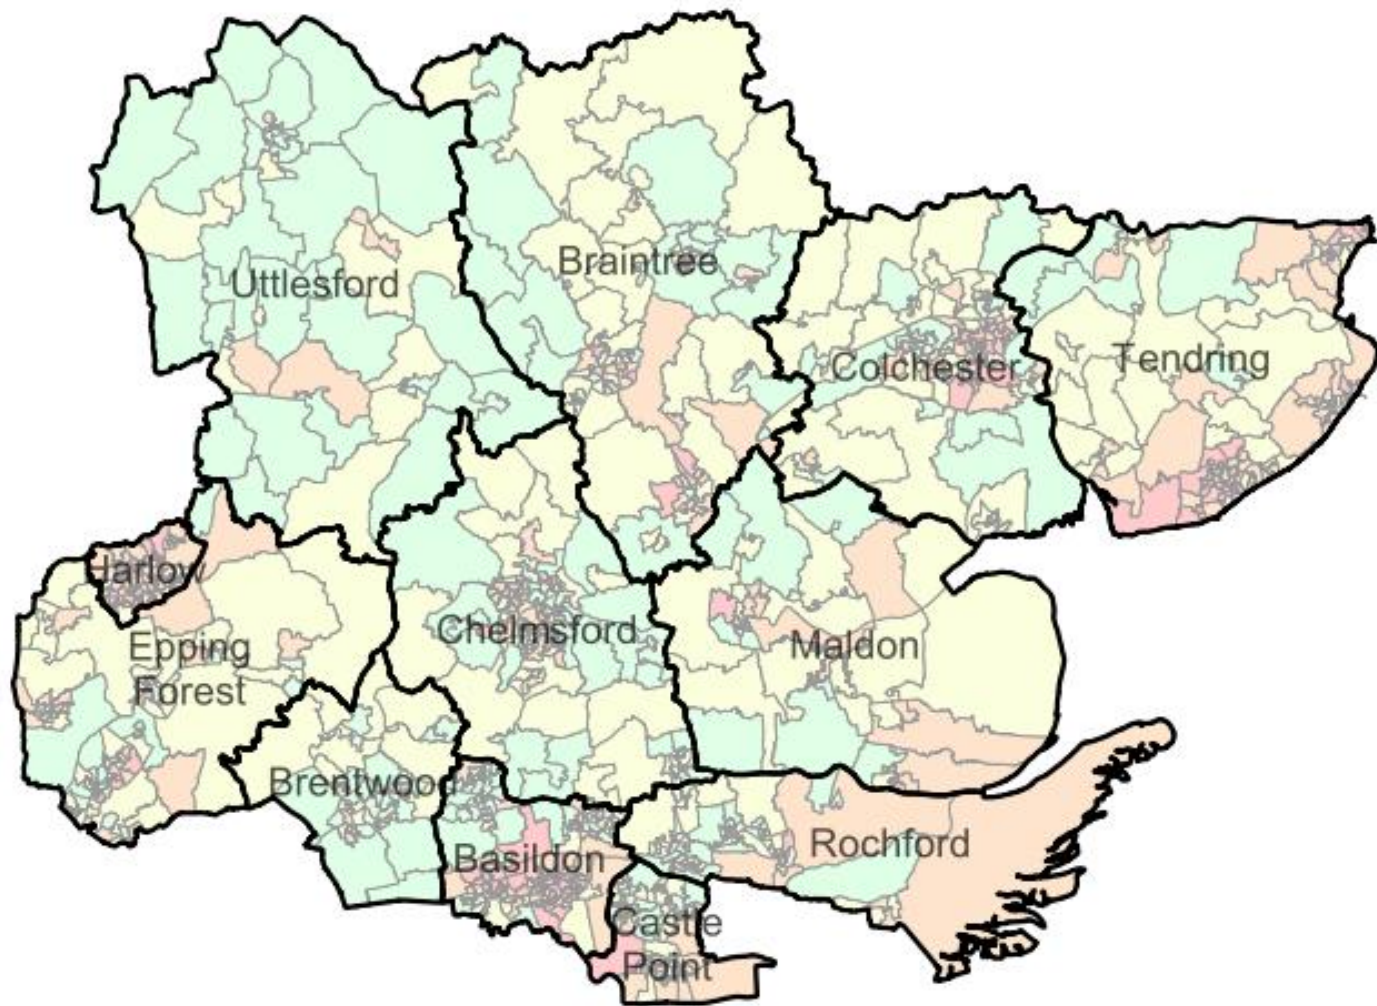 Uttlesford
Braintree
Colchester
Tendring
Harlow
Epping
Forest
Chelmsford
Maldon
Brentwood
Basildon
Rochford
Castle
Point